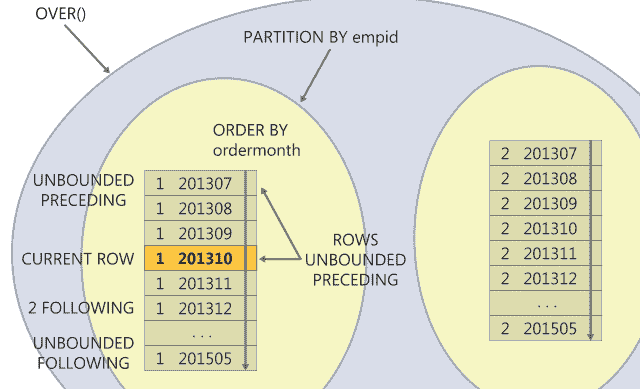 OVER()
PARTITION BY empid
ORDER BY
ordermonth
UNBOUNDED
PRECEDING
CURRENT ROW
2 FOLLOWING
UNBOUNDED
FOLLOWING
1 201307
1 201308
1 201309
1 201310
1 201311
1 201312
...
1 201505
ROWS
UNBOUNDED
PRECEDING
2 201307
2 201308
2 201309
2 201310
2 201311
2 201312
...
2 201505